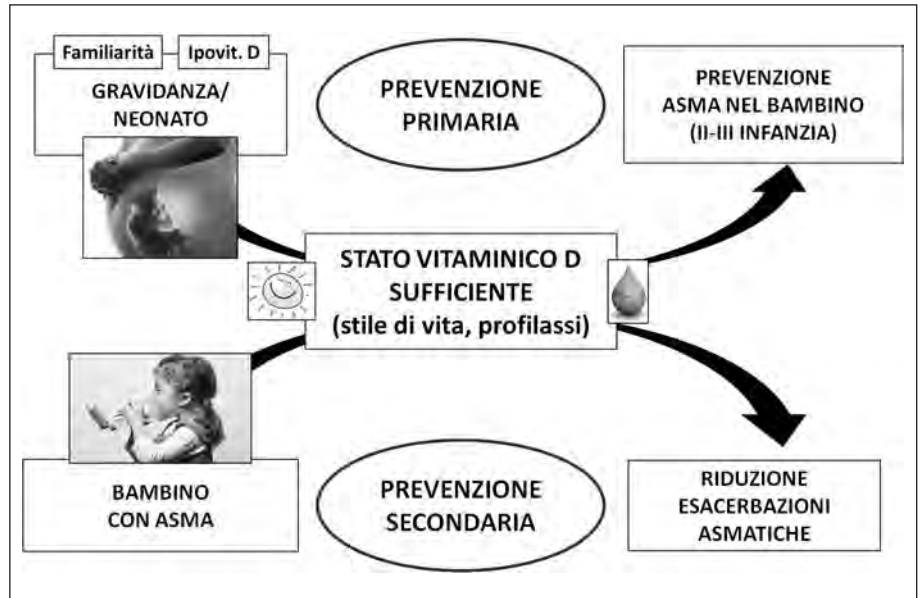 Familiarità
Ipovit. D
GRAVIDANZA/
NEONATO
PREVENZIONE
PRIMARIA
PREVENZIONE
ASMA NEL BAMBINO
(II-III INFANZIA)
STATO VITAMINICO D
SUFFICIENTE
(stile di vita, profilassi)
BAMBINO
CON ASMA
PREVENZIONE
SECONDARIA
RIDUZIONE
ESACERBAZIONI
ASMATICHE